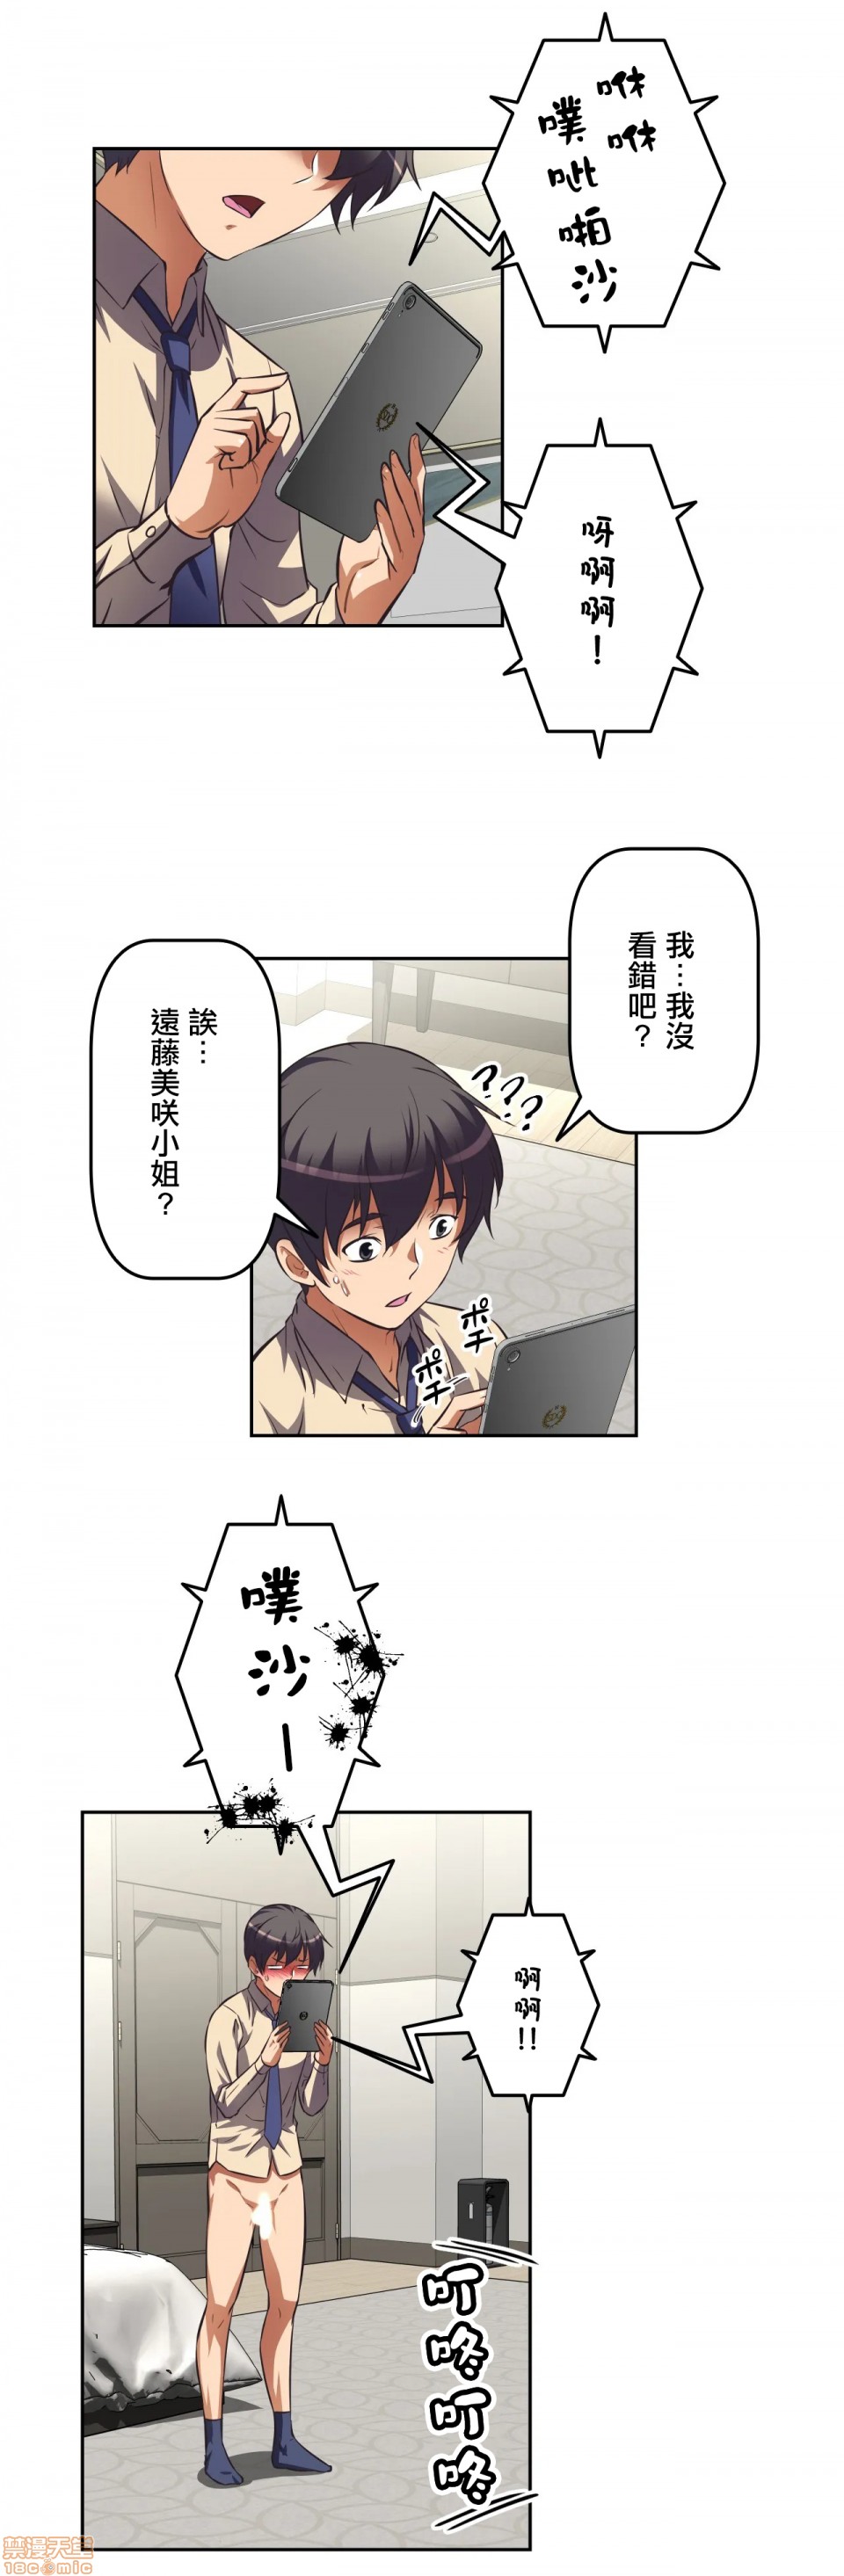 咻咻
噗呲啪沙
呀啊啊！
我…我沒
看錯吧？
???
誒…
遠藤美咲小姐？
ポチ
ポチ
噗沙ー
啊啊!!
叮咚叮咚
禁漫天堂
18comic